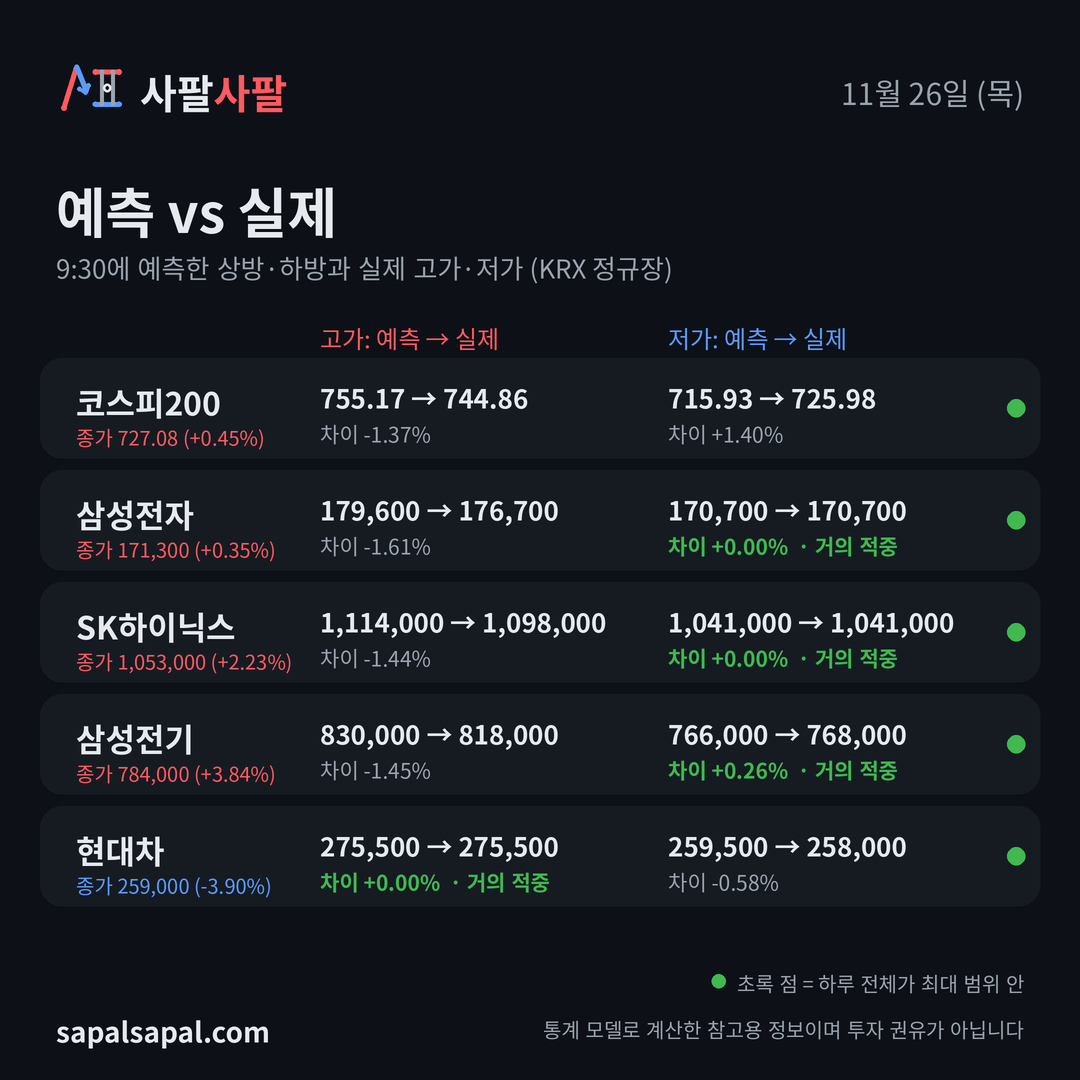 사팔사팔
11월 26일 (목)
예측 vs 실제
9:30에 예측한 상방·하방과 실제 고가·저가 (KRX 정규장)
고가: 예측 → 실제
저가: 예측 → 실제
코스피200
종가 727.08 (+0.45%)
755.17 → 744.86
차이 -1.37%
715.93 → 725.98
차이 +1.40%
삼성전자
종가 171,300 (+0.35%)
179,600 → 176,700
차이 -1.61%
170,700 → 170,700
차이 +0.00% · 거의 적중
SK하이닉스
종가 1,053,000 (+2.23%)
1,114,000 → 1,098,000
차이 -1.44%
1,041,000 → 1,041,000
차이 +0.00% · 거의 적중
삼성전기
종가 784,000 (+3.84%)
830,000 → 818,000
차이 -1.45%
766,000 → 768,000
차이 +0.26% · 거의 적중
현대차
종가 259,000 (-3.90%)
275,500 → 275,500
차이 +0.00% · 거의 적중
259,500 → 258,000
차이 -0.58%
초록 점 = 하루 전체가 최대 범위 안
sapalsapal.com
통계 모델로 계산한 참고용 정보이며 투자 권유가 아닙니다